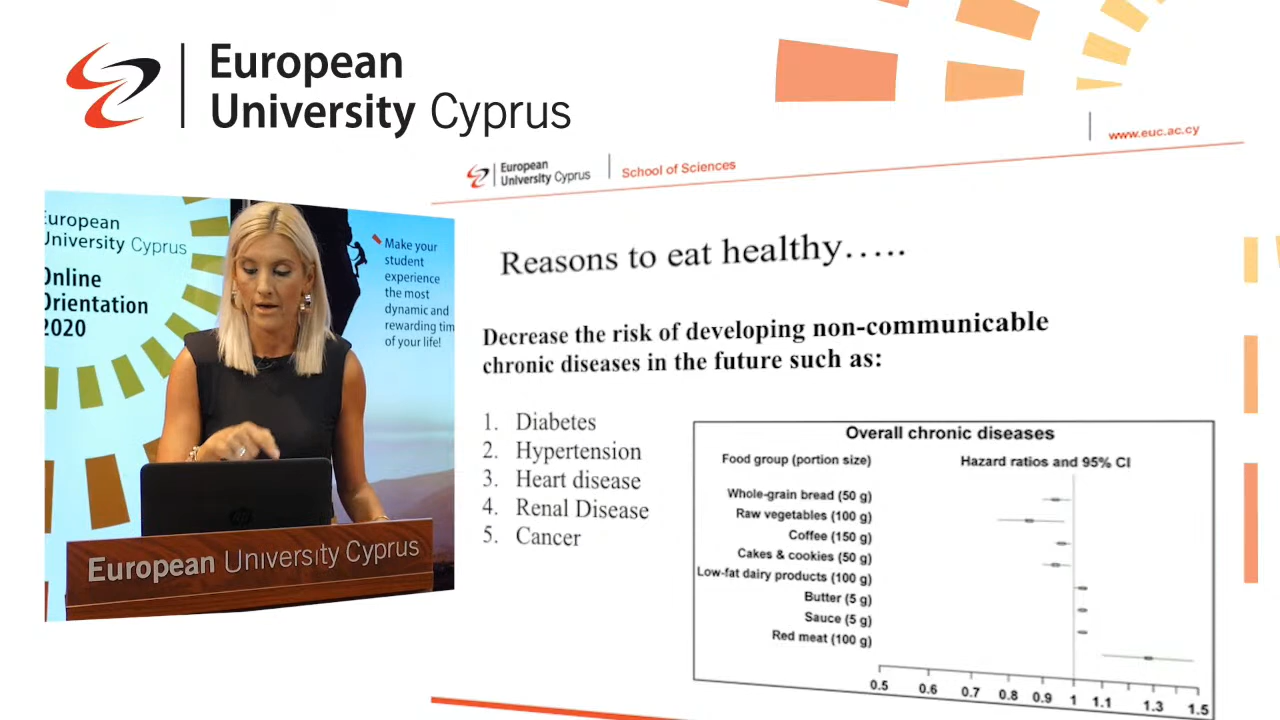 European
University Cyprus
www.euc.ac.cy
European
University Cyprus
School of Sciences
European
University Cyprus
Online
Orientation
2020
Make your
student
experience
the most
dynamic and
rewarding tim
of your life!
European University Cyprus
Reasons to eat healthy.....
Decrease the risk of developing non-communicable
chronic diseases in the future such as:
1. Diabetes
2. Hypertension
3. Heart disease
4. Renal Disease
5. Cancer
Overall chronic diseases
Food group (portion size) Hazard ratios and 95% CI
Whole-grain bread (50 g)
Raw vegetables (100 g)
Coffee (150 g)
Cakes & cookies (50 g)
Low-fat dairy products (100 g)
Butter (5 g)
Sauce (5 g)
Red meat (100 g)
0.5 0.6 0.7 0.8 0.9 1 1.1 1.3 1.5